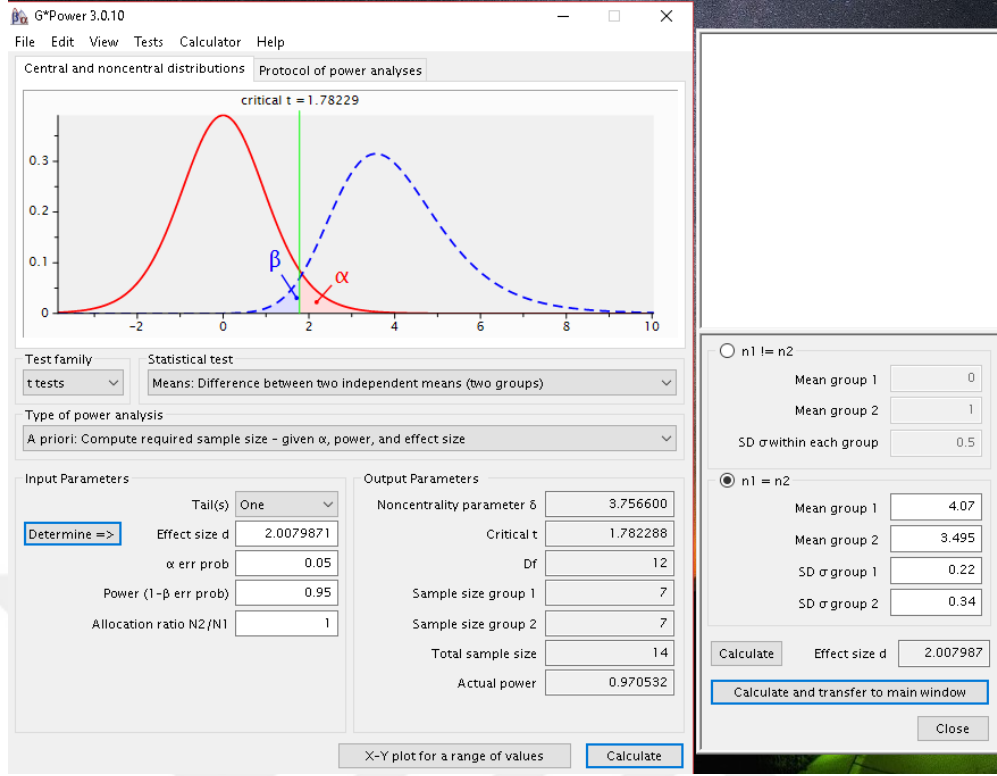 G*Power 3.0.10
File Edit View Tests Calculator Help
Central and noncentral distributions Protocol of power analyses
critical t = 1.78229
0.3
0.2
0.1
0
β
α
-2 0 2 4 6 8 10
Test family
t tests
Statistical test
Means: Difference between two independent means (two groups)
Type of power analysis
A priori: Compute required sample size - given α, power, and effect size
Input Parameters
Tail(s) One
Determine => Effect size d 2.0079871
α err prob 0.05
Power (1-β err prob) 0.95
Allocation ratio N2/N1 1
Output Parameters
Noncentrality parameter δ 3.756600
Critical t 1.782288
Df 12
Sample size group 1 7
Sample size group 2 7
Total sample size 14
Actual power 0.970532
X-Y plot for a range of values Calculate
n1 != n2
Mean group 1 0
Mean group 2 1
SD σ within each group 0.5
n1 = n2
Mean group 1 4.07
Mean group 2 3.495
SD σ group 1 0.22
SD σ group 2 0.34
Calculate Effect size d 2.007987
Calculate and transfer to main window
Close